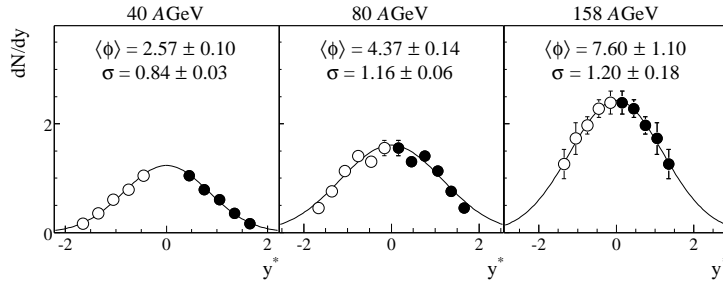 40 AGeV 80 AGeV 158 AGeV
dN/dy
⟨ϕ⟩ = 2.57 ± 0.10 ⟨ϕ⟩ = 4.37 ± 0.14 ⟨ϕ⟩ = 7.60 ± 1.10
σ = 0.84 ± 0.03 σ = 1.16 ± 0.06 σ = 1.20 ± 0.18
2
0
-2 0 2 -2 0 2 -2 0 2
y* y* y*